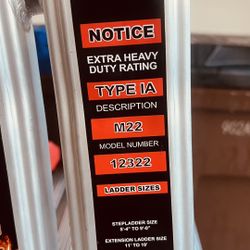 NOTICE
EXTRA HEAVY
DUTY RATING
TYPE IA
DESCRIPTION
M22
MODEL NUMBER
12322
LADDER SIZES
STEPLADDER SIZE
5'-4" TO 9'-0"
EXTENSION LADDER SIZE
11' TO 19'